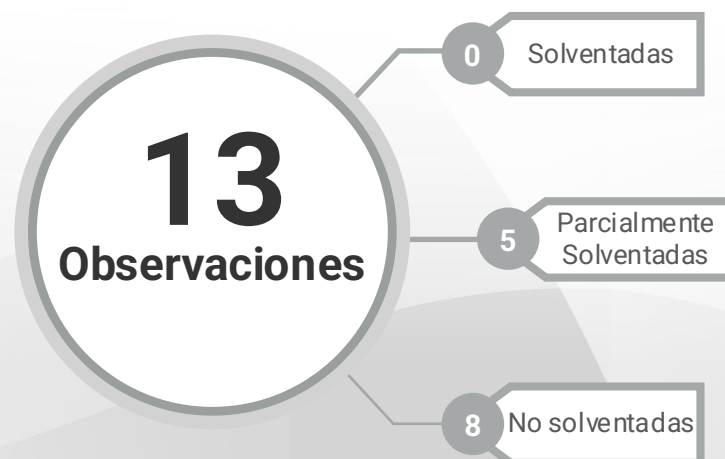 13
Observaciones
0
Solventadas
5
Parcialmente
Solventadas
8
No solventadas